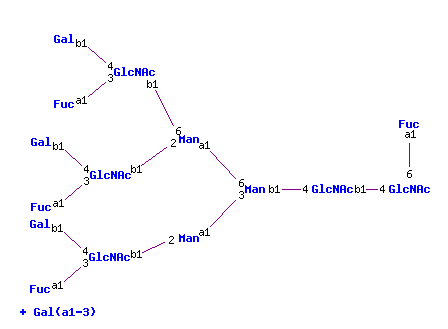 Gal b1
4 GlcNAc
3
Fuc a1 b1
Fuc
a1
Gal b1 6
2 Man a1
4 GlcNAc b1
3
6
6
3 Man b1 4 GlcNAc b1 4 GlcNAc
Fuc a1
Gal b1
2 Man a1
4 GlcNAc b1
3
Fuc a1
+ Gal(a1-3)